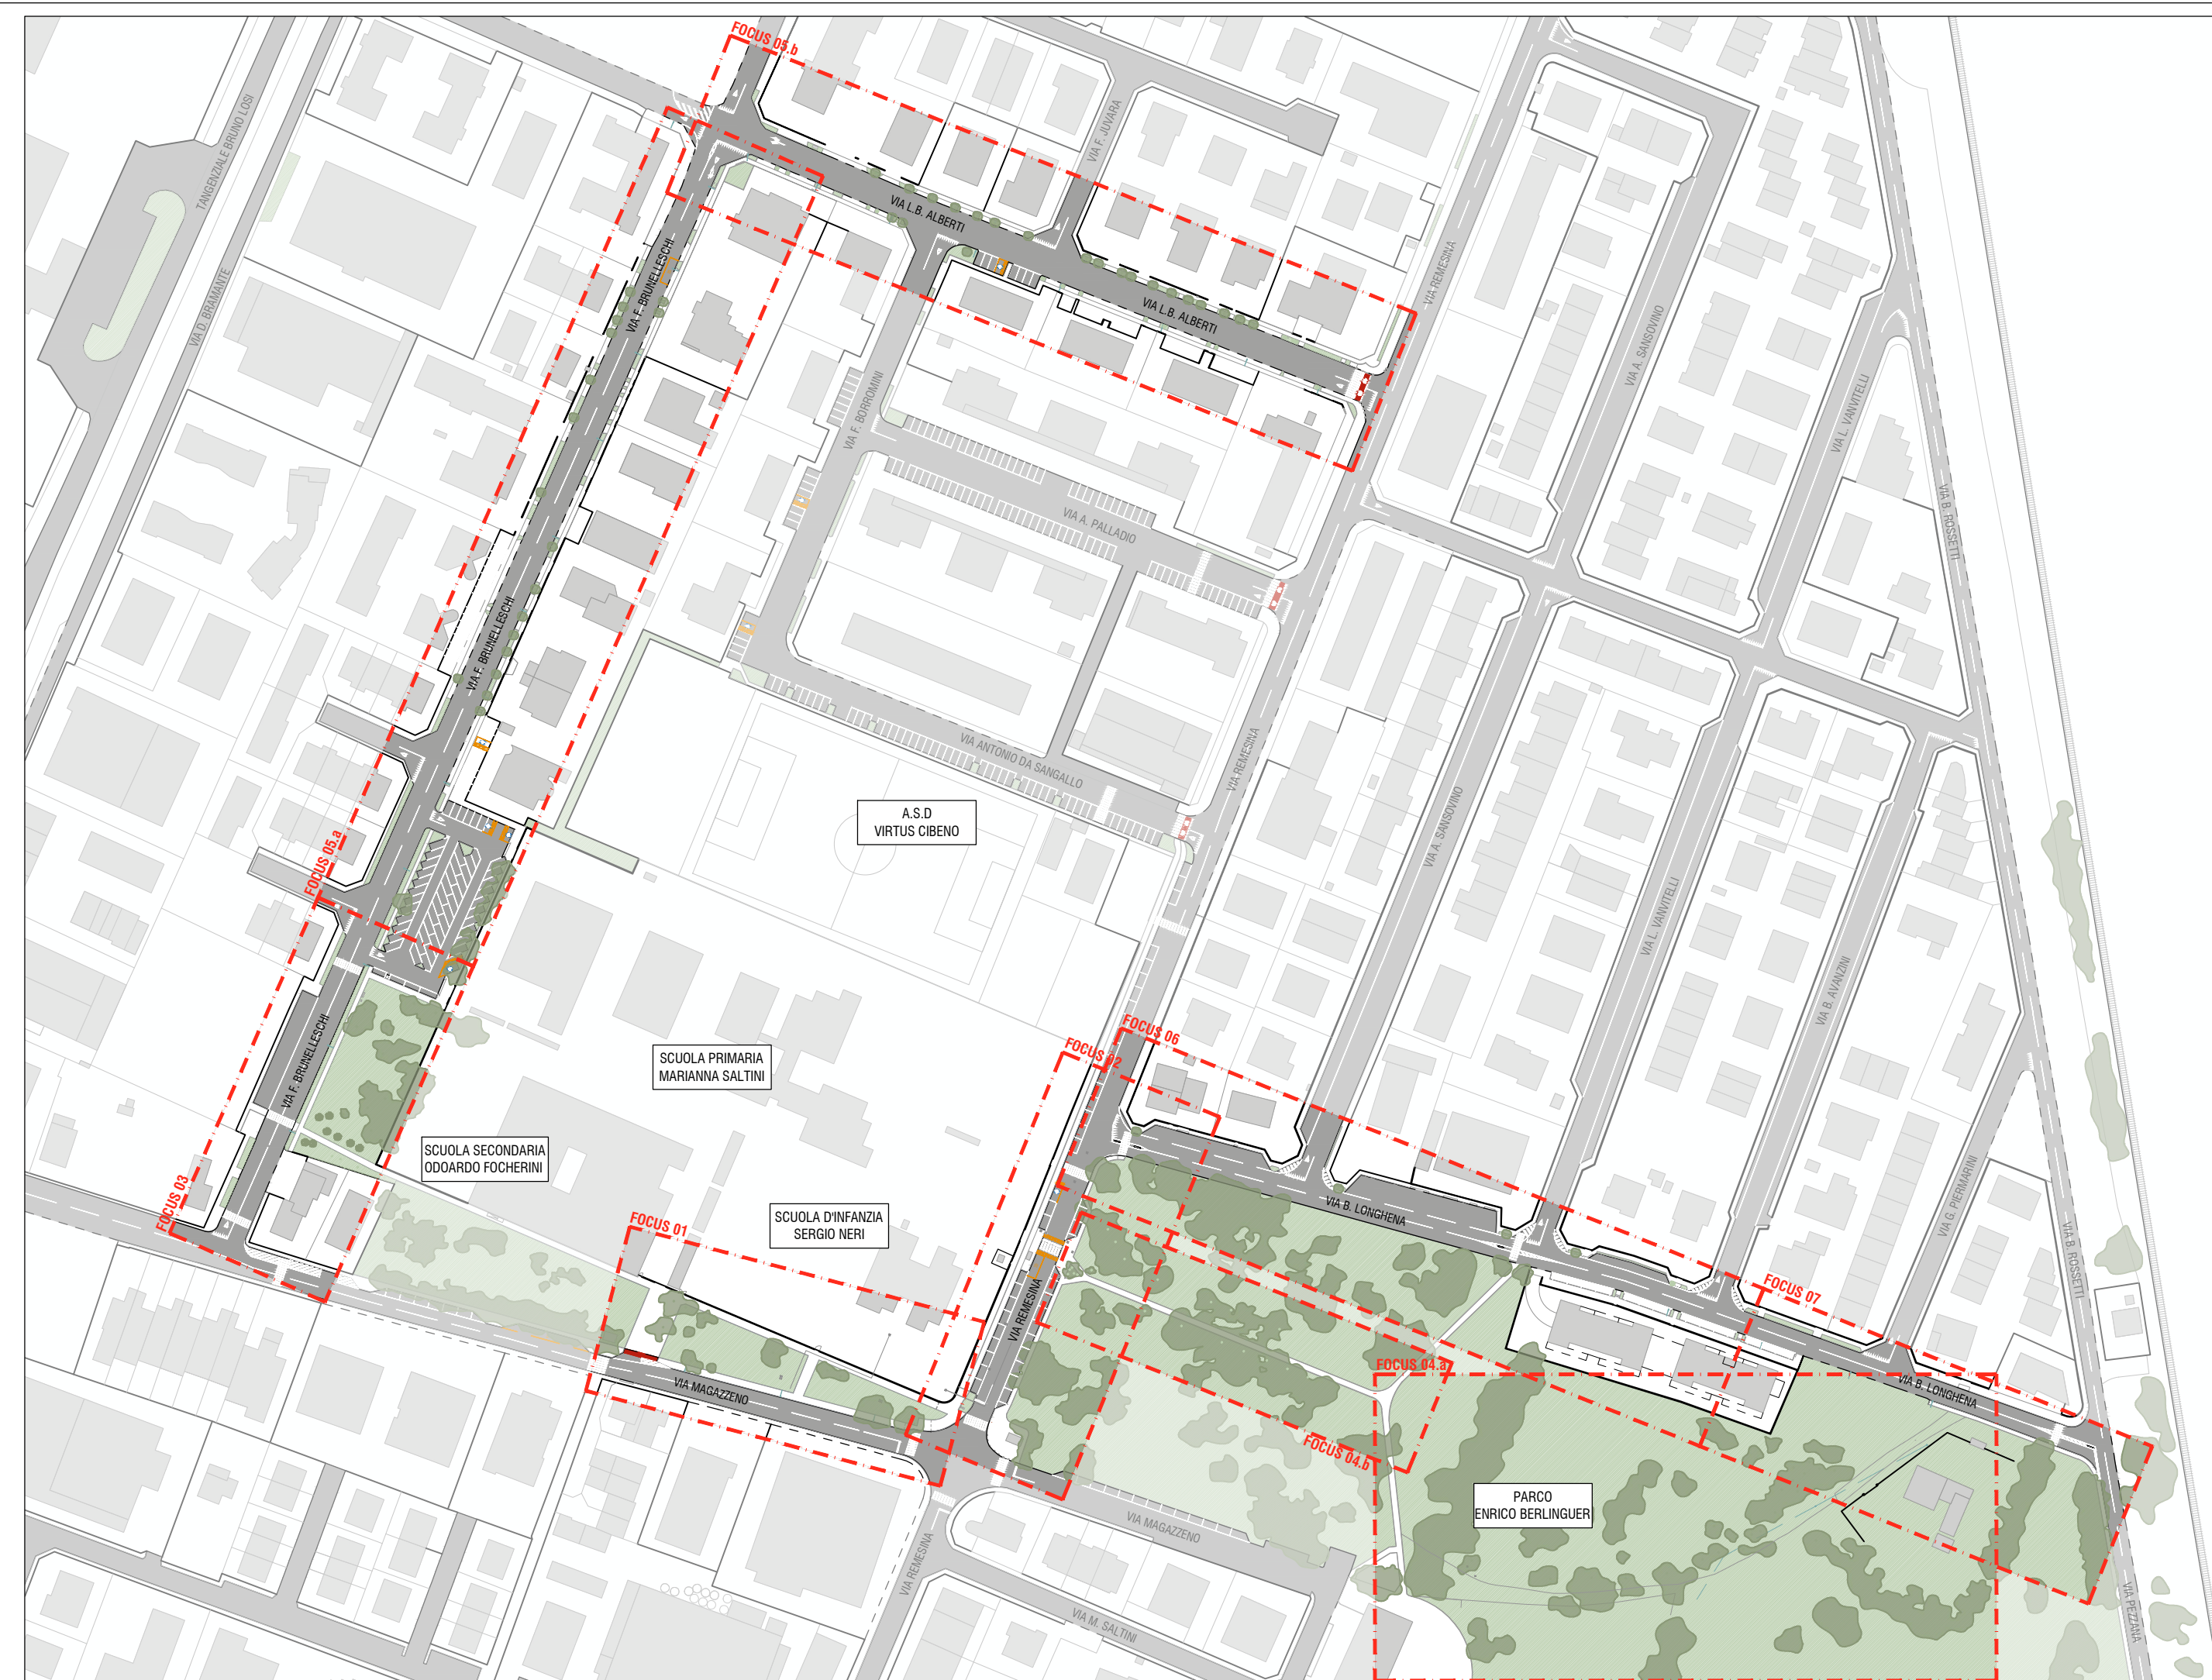 FOCUS 05.b
TANGENZIALE BRUNO LOSI
VIA F. JUVARA
VIA L.B. ALBERTI
VIA F. BRUNELLESCHI
VIA REMESINA
VIA D. BRAMANTE
VIA L.B. ALBERTI
VIA A. SANSOVINO
VIA F. BORROMINI
VIA L. VANVITELLI
VIA B. ROSSETTI
VIA A. PALLADIO
VIA F. BRUNELLESCHI
VIA ANTONIO DA SANGALLO
VIA REMESINA
A.S.D
VIRTUS CIBENO
VIA A. SANSOVINO
FOCUS 05.a
VIA L. VANVITELLI
VIA B. AVANZINI
FOCUS 06
FOCUS 02
VIA F. BRUNELLESCHI
SCUOLA PRIMARIA
MARIANNA SALTINI
SCUOLA SECONDARIA
ODOARDO FOCHERINI
FOCUS 03
SCUOLA D'INFANZIA
SERGIO NERI
FOCUS 01
VIA B. LONGHENA
VIA G. PIERMARINI
VIA B. ROSSETTI
VIA REMESINA
FOCUS 07
FOCUS 04.a
VIA MAGAZZENO
VIA B. LONGHENA
FOCUS 04.b
PARCO
ENRICO BERLINGUER
VIA MAGAZZENO
VIA REMESINA
VIA M. SALTINI
VIA PEZZANA